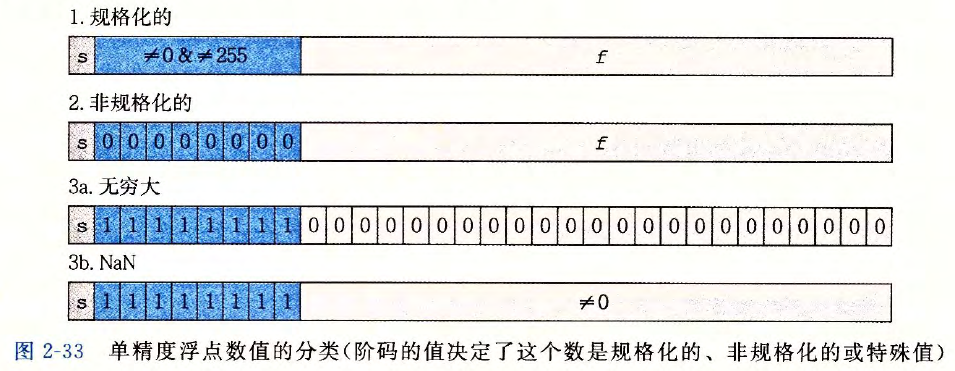 1. 规格化的
s ≠0&≠255 f
2. 非规格化的
s 0 0 0 0 0 0 0 0 f
3a. 无穷大
s 1 1 1 1 1 1 1 1 0 0 0 0 0 0 0 0 0 0 0 0 0 0 0 0 0 0 0 0 0 0 0
3b. NaN
s 1 1 1 1 1 1 1 1 ≠0
图 2-33 单精度浮点数值的分类(阶码的值决定了这个数是规格化的、非规格化的或特殊值)